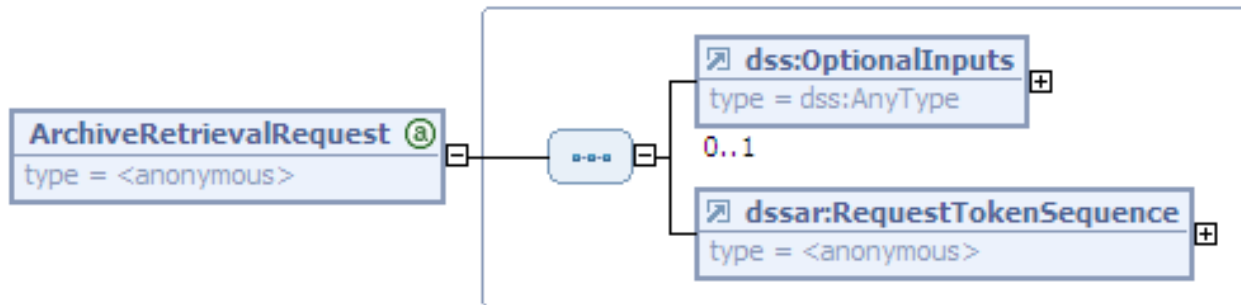 ArchiveRetrievalRequest a
type = <anonymous>
dss:OptionalInputs
type = dss:AnyType
0..1
dssar:RequestTokenSequence
type = <anonymous>